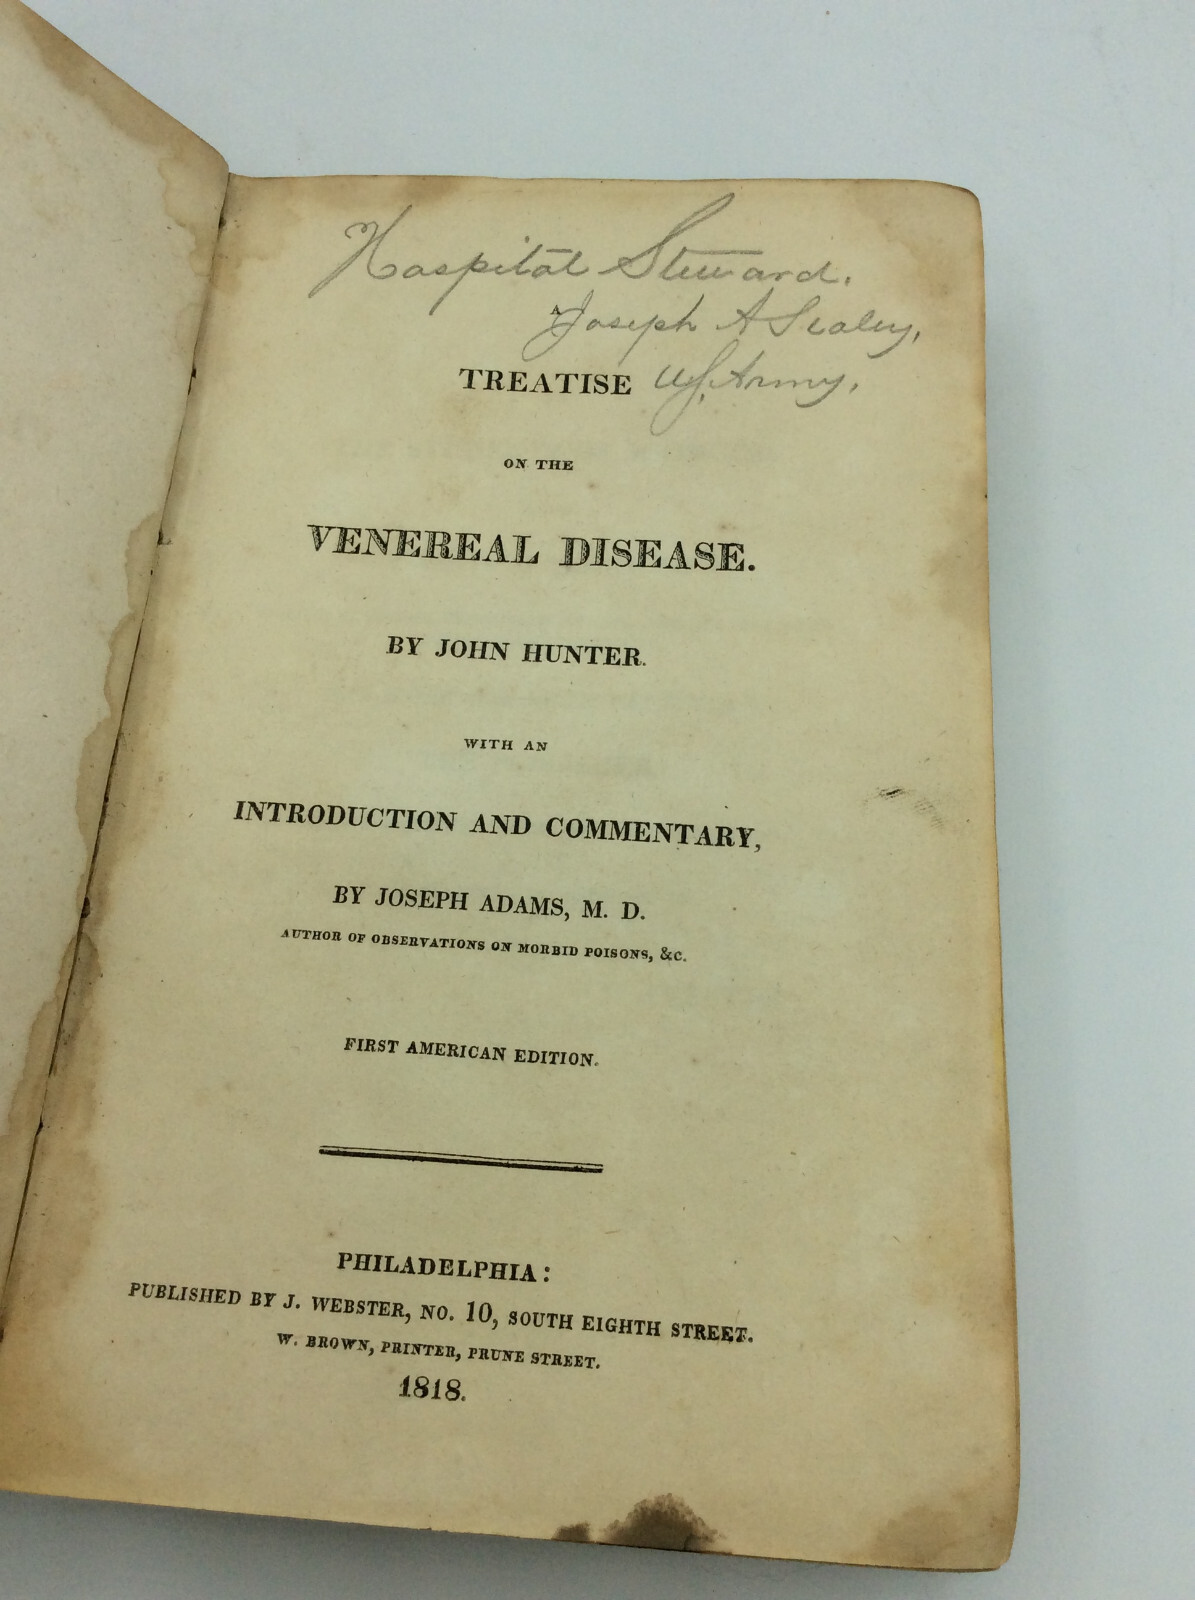 Hospital Steward.
A
Joseph A Sealey,
TREATISE US. Army,
ON THE
VENEREAL DISEASE.
BY JOHN HUNTER.
WITH AN
INTRODUCTION AND COMMENTARY,
BY JOSEPH ADAMS, M. D.
AUTHOR OF OBSERVATIONS ON MORBID POISONS, &c.
FIRST AMERICAN EDITION.
PHILADELPHIA:
PUBLISHED BY J. WEBSTER, NO. 10, SOUTH EIGHTH STREET.
W. BROWN, PRINTER, PRUNE STREET.
1818.